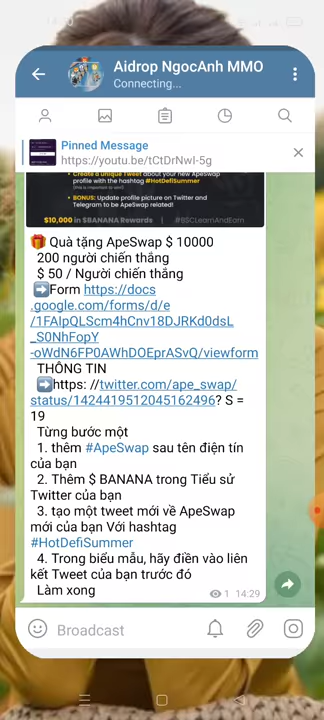 Aidrop NgocAnh MMO
Connecting...
Pinned Message
https://youtu.be/tCtDrNwI-5g
Create a unique Tweet about your new ApeSwap
profile with the hashtag #HotDefiSummer
(this is important to win!)
BONUS: Update profile picture on Twitter and
Telegram to be ApeSwap related!
$10,000 in $BANANA Rewards | #BSCLearnAndEarn
🎁 Quà tặng ApeSwap $ 10000
200 người chiến thắng
$ 50 / Người chiến thắng
➡️Form https://docs
.google.com/forms/d/e
/1FAIpQLScm4hCnv18DJRKd0dsL
_S0NhFopY
-oWdN6FP0AWhDOEprASvQ/viewform
THÔNG TIN
➡️https: //twitter.com/ape_swap/
status/1424419512045162496? S =
19
Từng bước một
1. thêm #ApeSwap sau tên điện tín
của bạn
2. Thêm $ BANANA trong Tiểu sử
Twitter của bạn
3. tạo một tweet mới về ApeSwap
mới của bạn Với hashtag
#HotDefiSummer
4. Trong biểu mẫu, hãy điền vào liên
kết Tweet của bạn trước đó
Làm xong
1 14:29
Broadcast